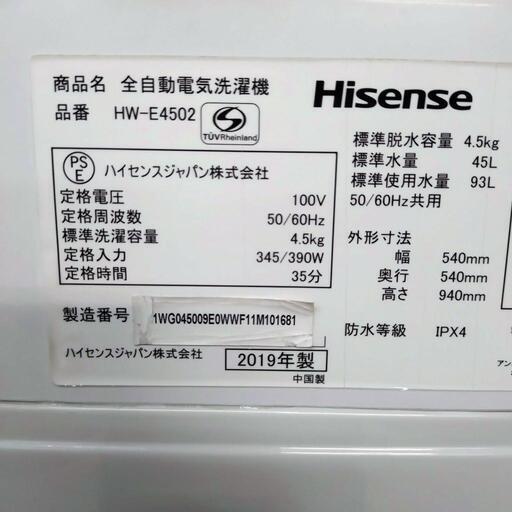 商品名 全自動電気洗濯機
品番 HW-E4502
TÜVRheinland
PS
E
ハイセンスジャパン株式会社
定格電圧 100V
定格周波数 50/60Hz
標準洗濯容量 4.5kg
定格入力 345/390W
定格時間 35分
製造番号 1WG045009E0WWF11M101681
ハイセンスジャパン株式会社 2019年製
中国製
Hisense
標準脱水容量 4.5kg
標準水量 45L
標準使用水量 93L
50/60Hz共用
外形寸法
幅 540mm
奥行 540mm
高さ 940mm
防水等級 IPX4
アン